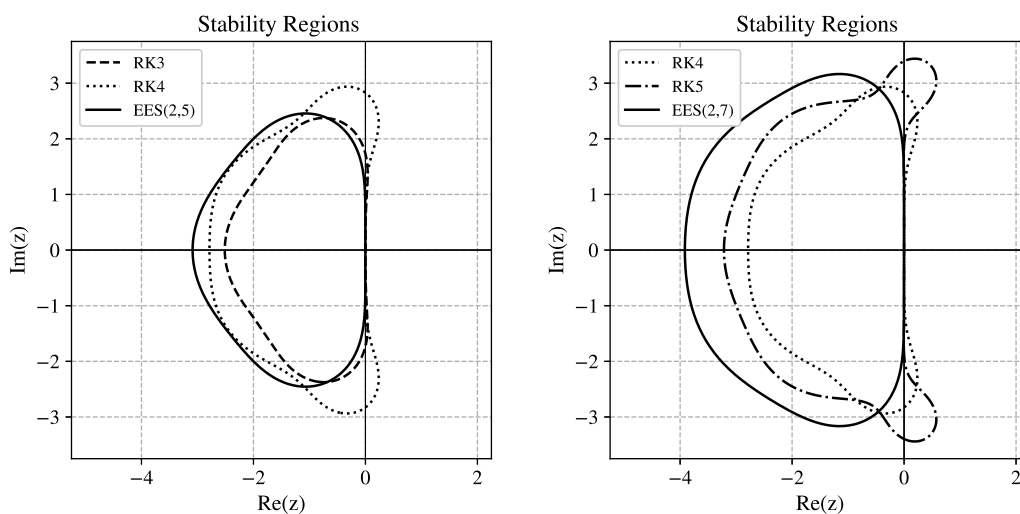 Stability Regions
RK3
RK4
EES(2,5)
3
2
1
0
−1
−2
−3
Im(z)
−4
−2
0
2
Re(z)
Stability Regions
RK4
RK5
EES(2,7)
3
2
1
0
−1
−2
−3
Im(z)
−4
−2
0
2
Re(z)